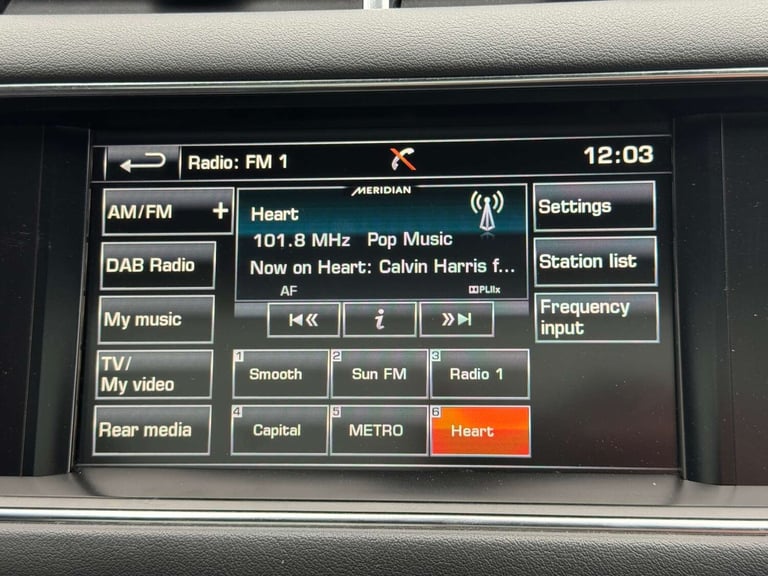 Radio: FM 1
12:03
AM/FM +
MERIDIAN
Heart
101.8 MHz Pop Music
Now on Heart: Calvin Harris f...
AF
PLIIx
Settings
DAB Radio
Station list
My music
i
Frequency
input
TV/
My video
1 Smooth
2 Sun FM
3 Radio 1
Rear media
4 Capital
5 METRO
6 Heart